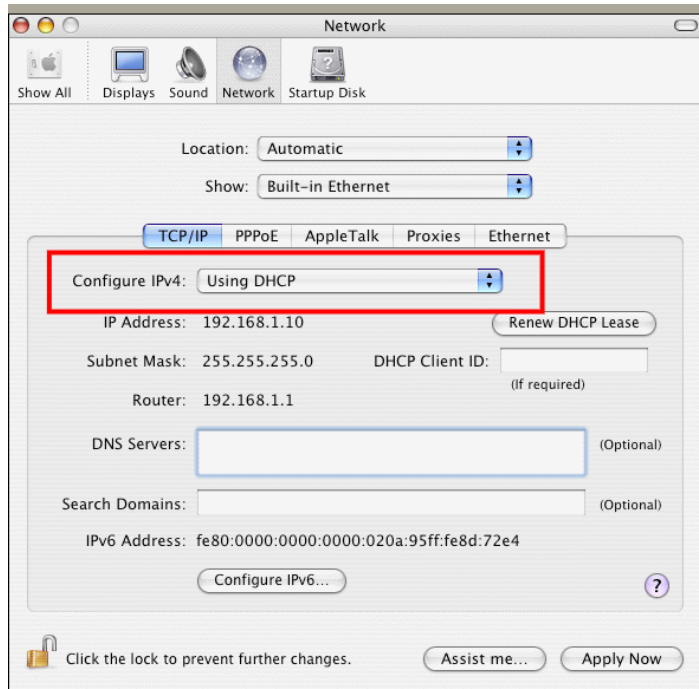 Network
Show All Displays Sound Network Startup Disk
Location: Automatic
Show: Built-in Ethernet
TCP/IP PPPoE AppleTalk Proxies Ethernet
Configure IPv4: Using DHCP
IP Address: 192.168.1.10 Renew DHCP Lease
Subnet Mask: 255.255.255.0 DHCP Client ID:
(If required)
Router: 192.168.1.1
DNS Servers: (Optional)
Search Domains: (Optional)
IPv6 Address: fe80:0000:0000:0000:020a:95ff:fe8d:72e4
Configure IPv6... ?
Click the lock to prevent further changes. Assist me... Apply Now